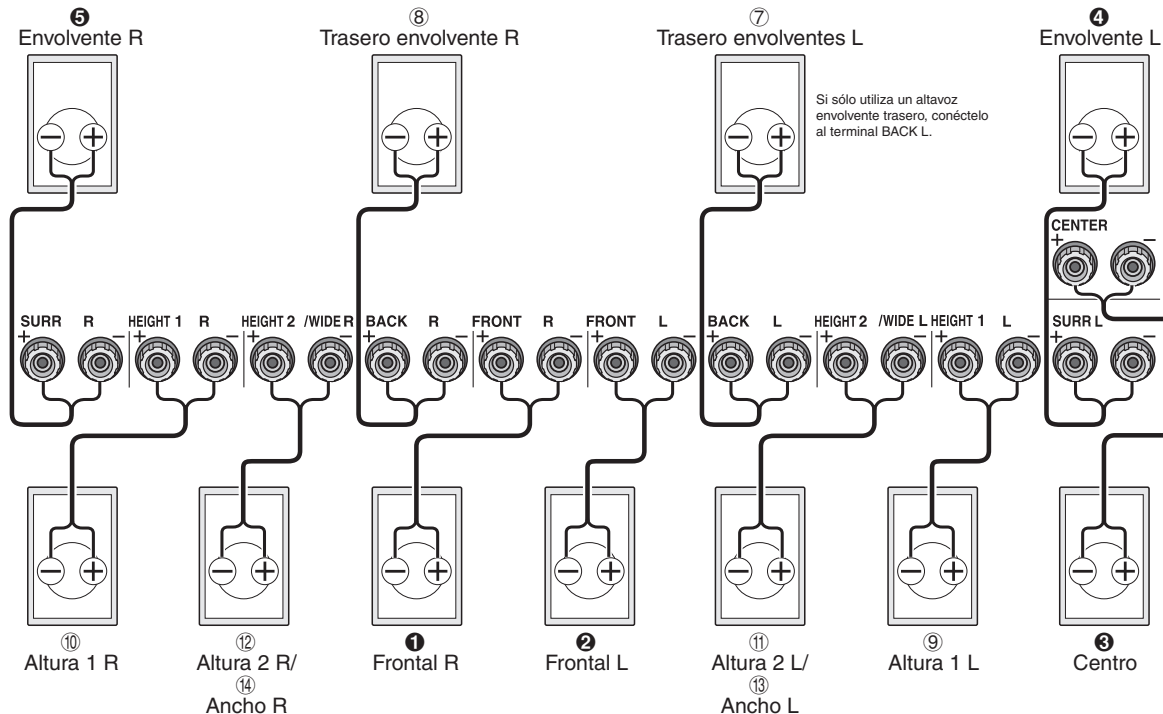 ❺
Envolvente R
⑧
Trasero envolvente R
⑦
Trasero envolventes L
❹
Envolvente L
Si sólo utiliza un altavoz
envolvente trasero, conéctelo
al terminal BACK L.
CENTER
SURR R
HEIGHT 1 R
HEIGHT 2 /WIDE R
BACK R
FRONT R
FRONT L
BACK L
HEIGHT 2 /WIDE L
HEIGHT 1 L
SURR L
⑩
Altura 1 R
⑫
Altura 2 R/
⑭
Ancho R
❶
Frontal R
❷
Frontal L
⑪
Altura 2 L/
⑬
Ancho L
⑨
Altura 1 L
❸
Centro